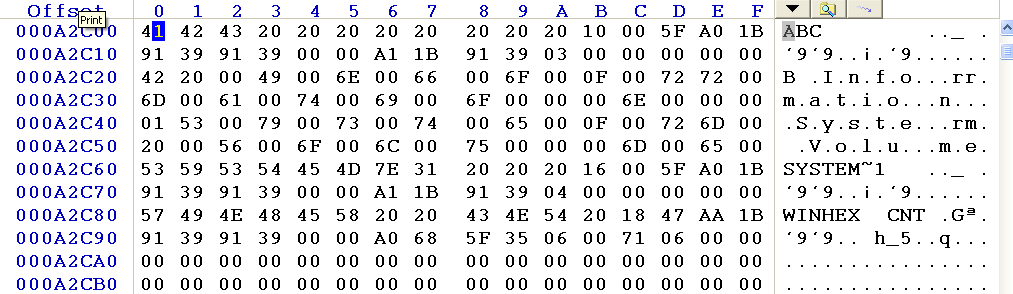 Offset 0 1 2 3 4 5 6 7 8 9 A B C D E F
Print
000A2C00 41 42 43 20 20 20 20 20 20 20 20 10 00 5F A0 1B ABC .._ .
000A2C10 91 39 91 39 00 00 A1 1B 91 39 03 00 00 00 00 00 ‘9‘9..¡.‘9......
000A2C20 42 20 00 49 00 6E 00 66 00 6F 00 0F 00 72 72 00 B .I.n.f.o...rr.
000A2C30 6D 00 61 00 74 00 69 00 6F 00 00 00 6E 00 00 00 m.a.t.i.o...n...
000A2C40 01 53 00 79 00 73 00 74 00 65 00 0F 00 72 6D 00 .S.y.s.t.e...rm.
000A2C50 20 00 56 00 6F 00 6C 00 75 00 00 00 6D 00 65 00 .V.o.l.u...m.e.
000A2C60 53 59 53 54 45 4D 7E 31 20 20 20 16 00 5F A0 1B SYSTEM~1 .._ .
000A2C70 91 39 91 39 00 00 A1 1B 91 39 04 00 00 00 00 00 ‘9‘9..¡.‘9......
000A2C80 57 49 4E 48 45 58 20 20 43 4E 54 20 18 47 AA 1B WINHEX CNT .Gª.
000A2C90 91 39 91 39 00 00 A0 68 5F 35 06 00 71 06 00 00 ‘9‘9.. h_5..q...
000A2CA0 00 00 00 00 00 00 00 00 00 00 00 00 00 00 00 00 ................
000A2CB0 00 00 00 00 00 00 00 00 00 00 00 00 00 00 00 00 ................